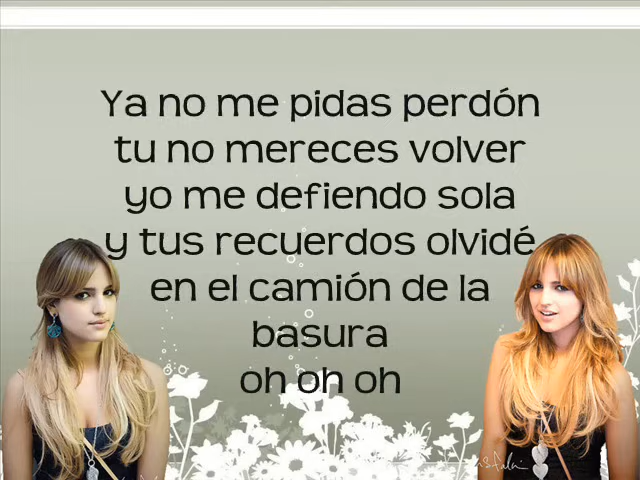 Ya no me pidas perdón
tu no mereces volver
yo me defiendo sola
y tus recuerdos olvidé
en el camión de la
basura
oh oh oh